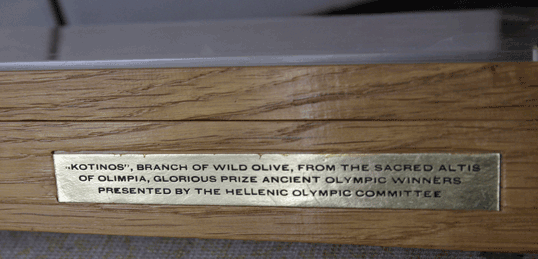 „KOTINOS", BRANCH OF WILD OLIVE, FROM THE SACRED ALTIS
OF OLIMPIA, GLORIOUS PRIZE ANCIENT OLYMPIC WINNERS
PRESENTED BY THE HELLENIC OLYMPIC COMMITTEE